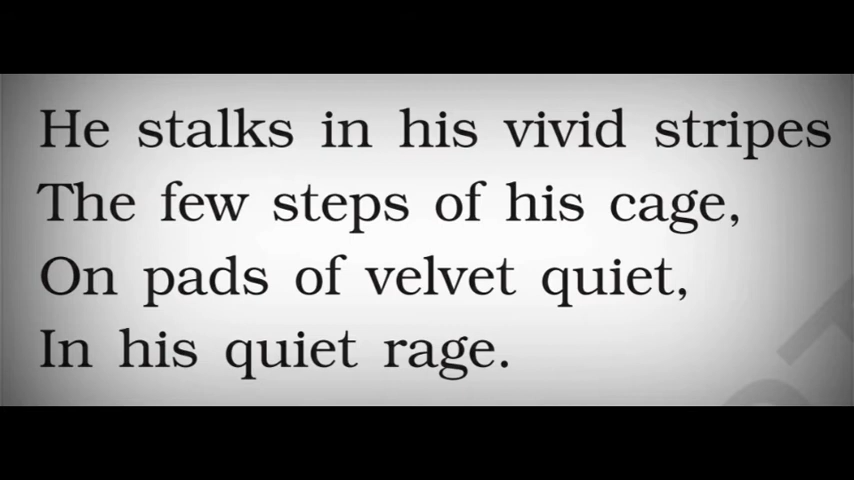 He stalks in his vivid stripes
The few steps of his cage,
On pads of velvet quiet,
In his quiet rage.